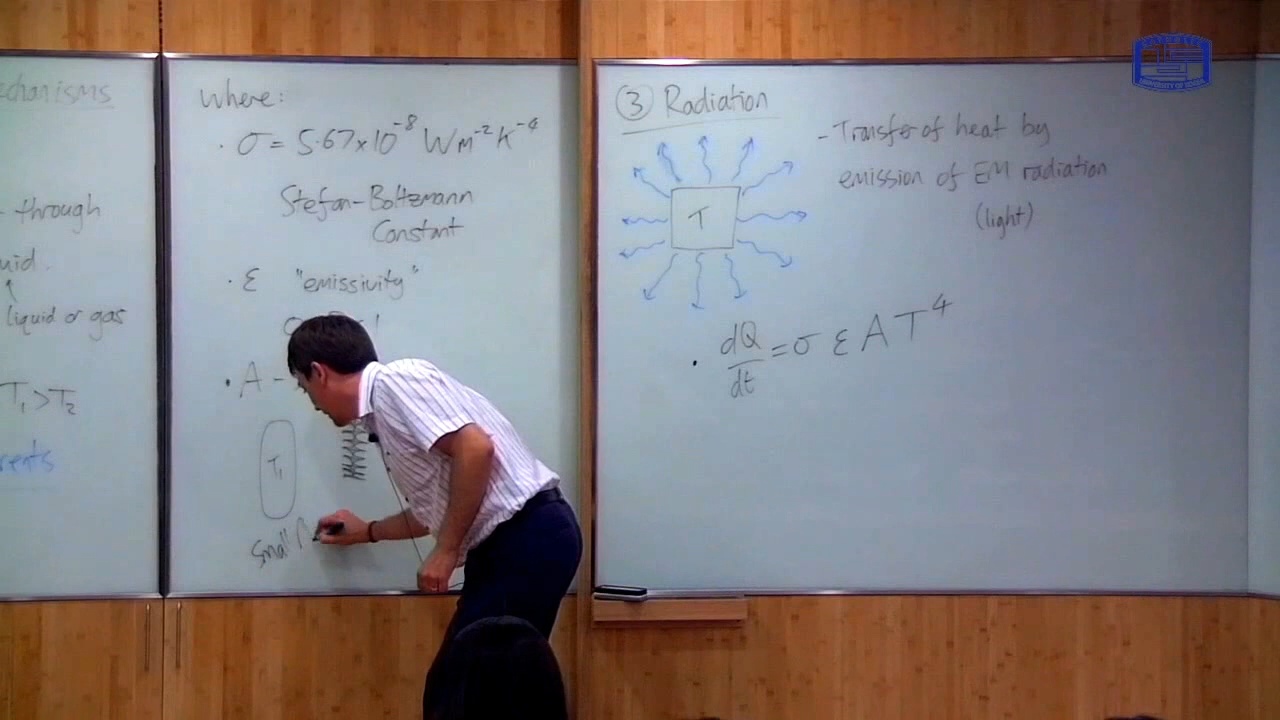 echanisms
through
uid.
liquid or gas
T₁ > T₂
rents
Where:
· σ = 5.67×10⁻⁸ Wm⁻²K⁻⁴
Stefan-Boltzmann
Constant
· ε "emissivity"
· A -
T₁
Small
③ Radiation
T
- Transfer of heat by
emission of EM radiation
(light)
· dQ/dt = σ ε A T⁴